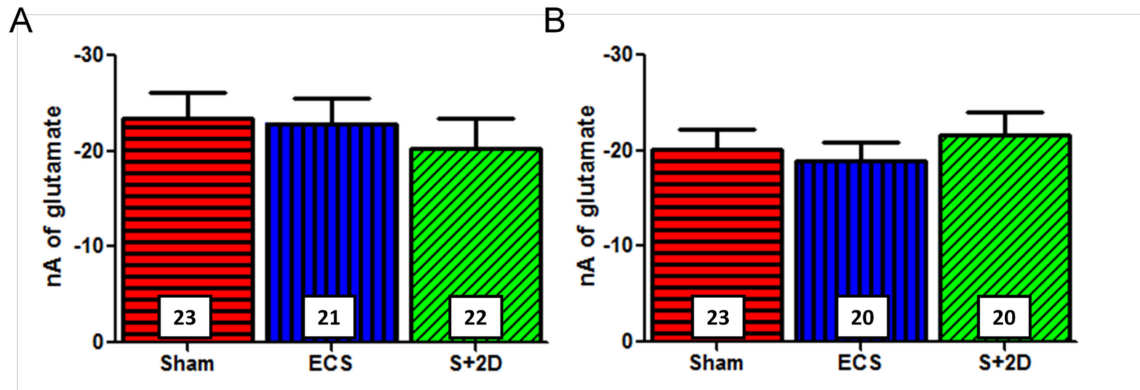 A
B
nA of glutamate
-30
-20
-10
0
23
21
22
Sham
ECS
S+2D
nA of glutamate
-30
-20
-10
0
23
20
20
Sham
ECS
S+2D